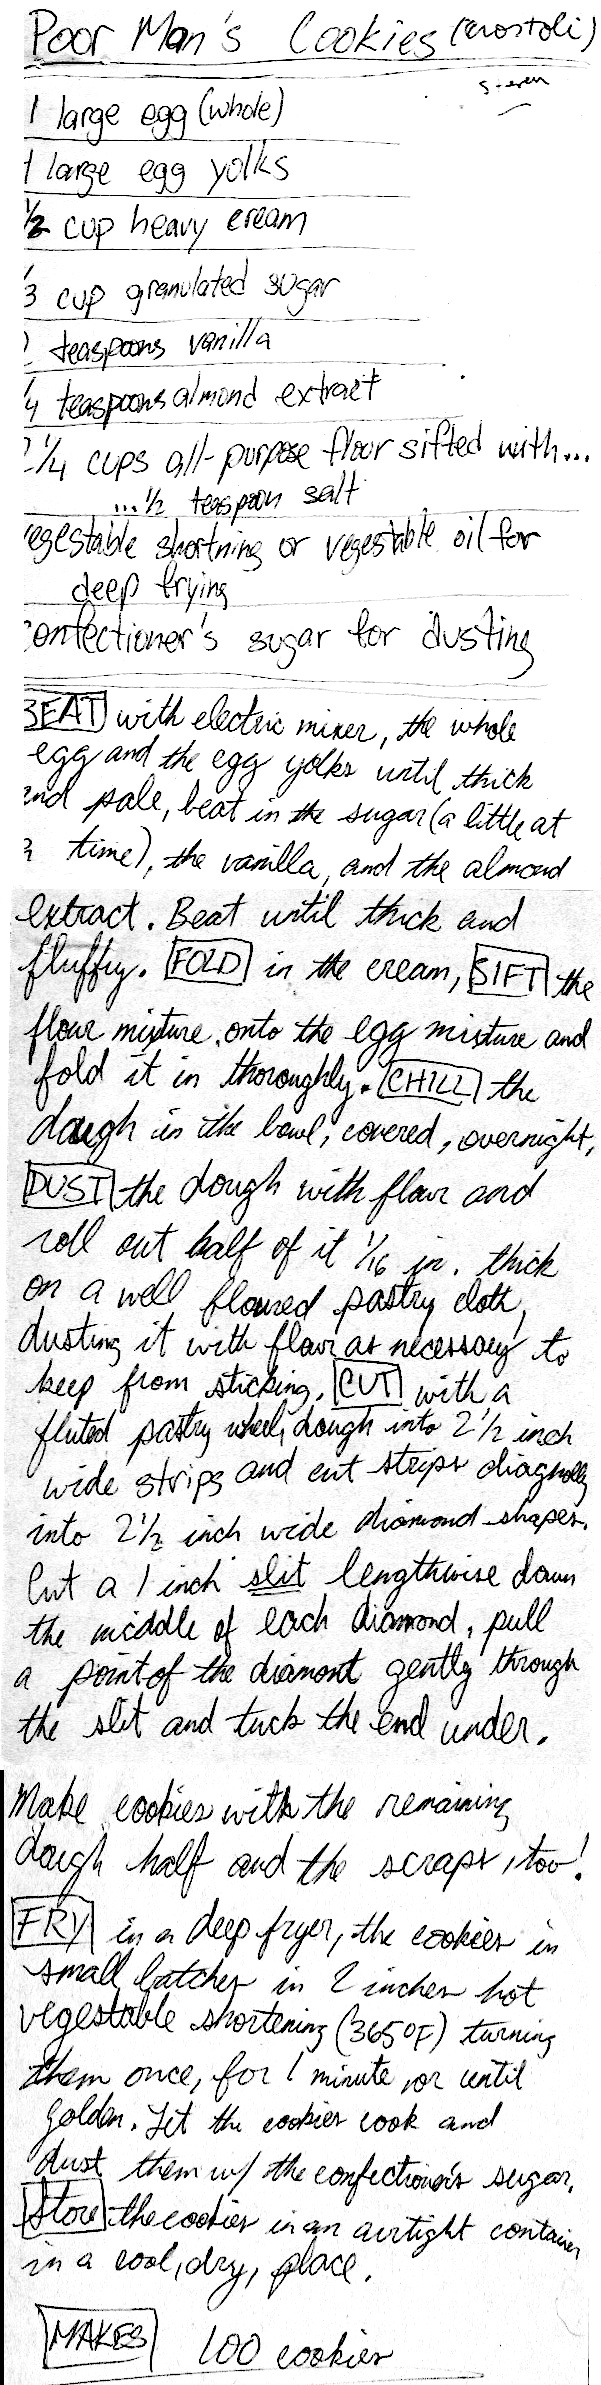 Poor Man's Cookies (crostoli)
1 large egg (whole)
large egg yolks
1/2 cup heavy cream
/3 cup granulated sugar
teaspoons vanilla
/4 teaspoons almond extract
1/4 cups all-purpose flour sifted with...
...1/2 teaspoon salt
egestable shortning or vegestable oil for
deep frying
confectioner's sugar for dusting
BEAT with electric mixer, the whole
egg and the egg yolks until thick
and pale, beat in the sugar (a little at
a time), the vanilla, and the almond
extract. Beat until thick and
fluffy. FOLD in the cream, SIFT the
flour mixture onto the egg mixture and
fold it in thoroughly. CHILL the
dough in the bowl, covered, overnight,
DUST the dough with flour and
roll out half of it 1/16 in. thick
on a well floured pastry cloth,
dusting it with flour as necessary to
keep from sticking. CUT with a
fluted pastry wheel, dough into 2 1/2 inch
wide strips and cut strips diagnolly
into 2 1/2 inch wide diamond shapes.
Cut a 1 inch slit lengthwise down
the middle of each diamond, pull
a point of the diamont gently through
the slit and tuck the end under.
Make cookies with the remaining
dough half and the scraps, too!
FRY in a deep fryer, the cookies in
small batches in 2 inches hot
vegestable shortening (365°F) turning
them once, for 1 minute, or until
golden. Let the cookies cook and
dust them w/ the confectioner's sugar.
Store the cookies in an airtight container
in a cool, dry, place.
MAKES 100 cookies